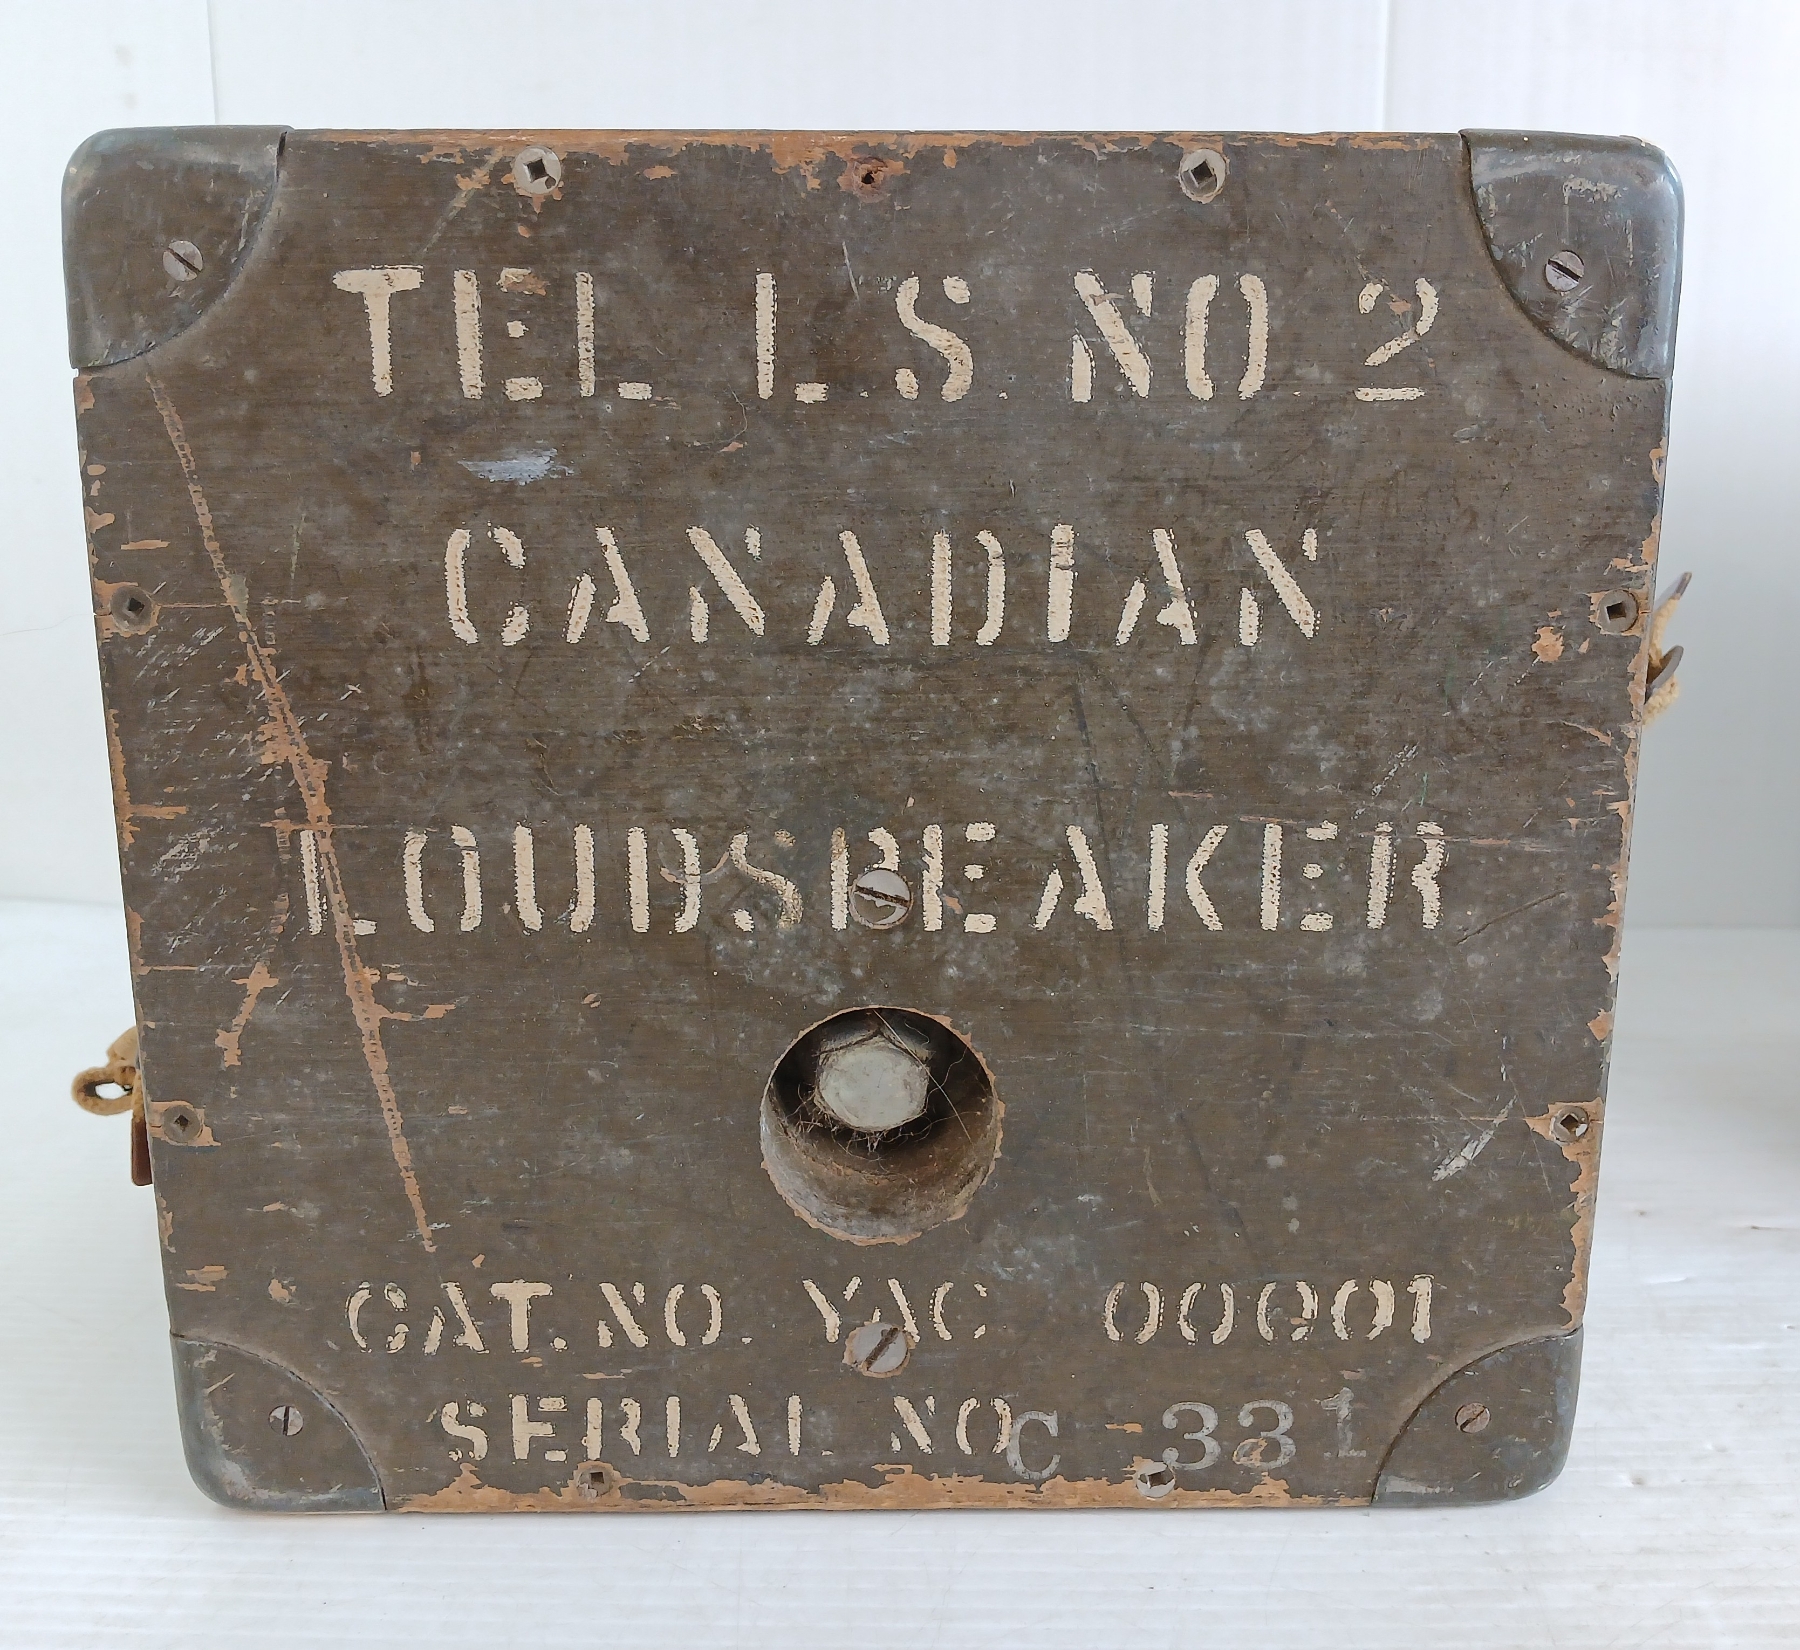 TEL L.S. NO 2
CANADIAN
LOUDSPEAKER
CAT. NO. YAC 00001
SERIAL NO C - 331